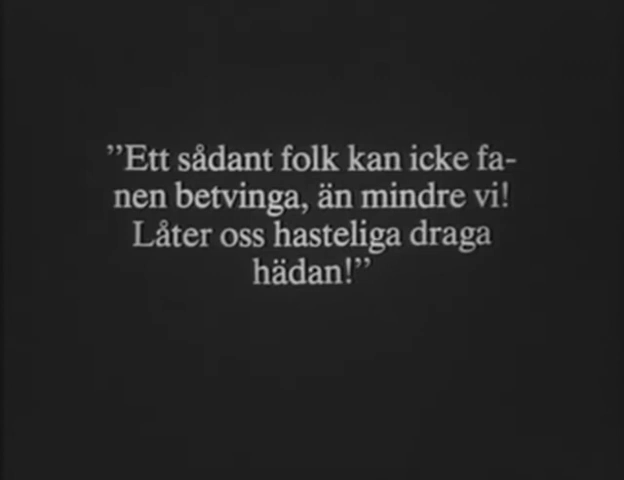 ”Ett sådant folk kan icke fa-
nen betvinga, än mindre vi!
Låter oss hasteliga draga
hädan!”